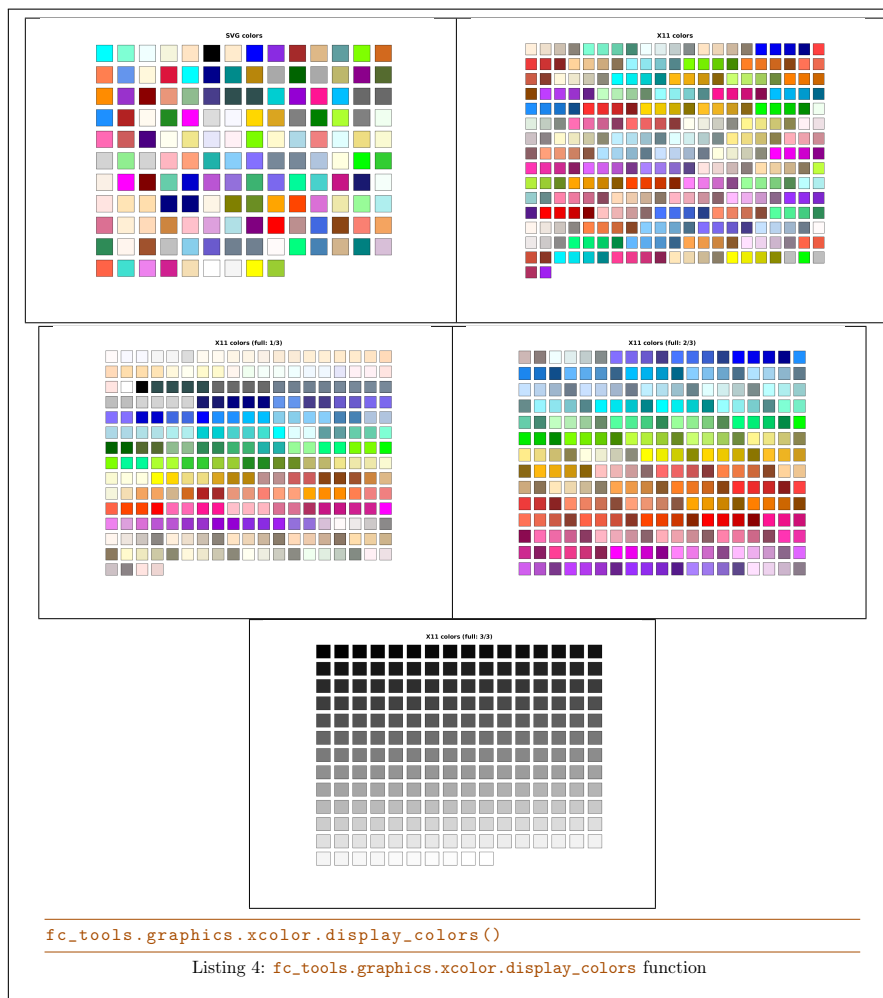 SVG colors
X11 colors
X11 colors (full: 1/3)
X11 colors (full: 2/3)
X11 colors (full: 3/3)
fc_tools.graphics.xcolor.display_colors()
Listing 4: fc_tools.graphics.xcolor.display_colors function